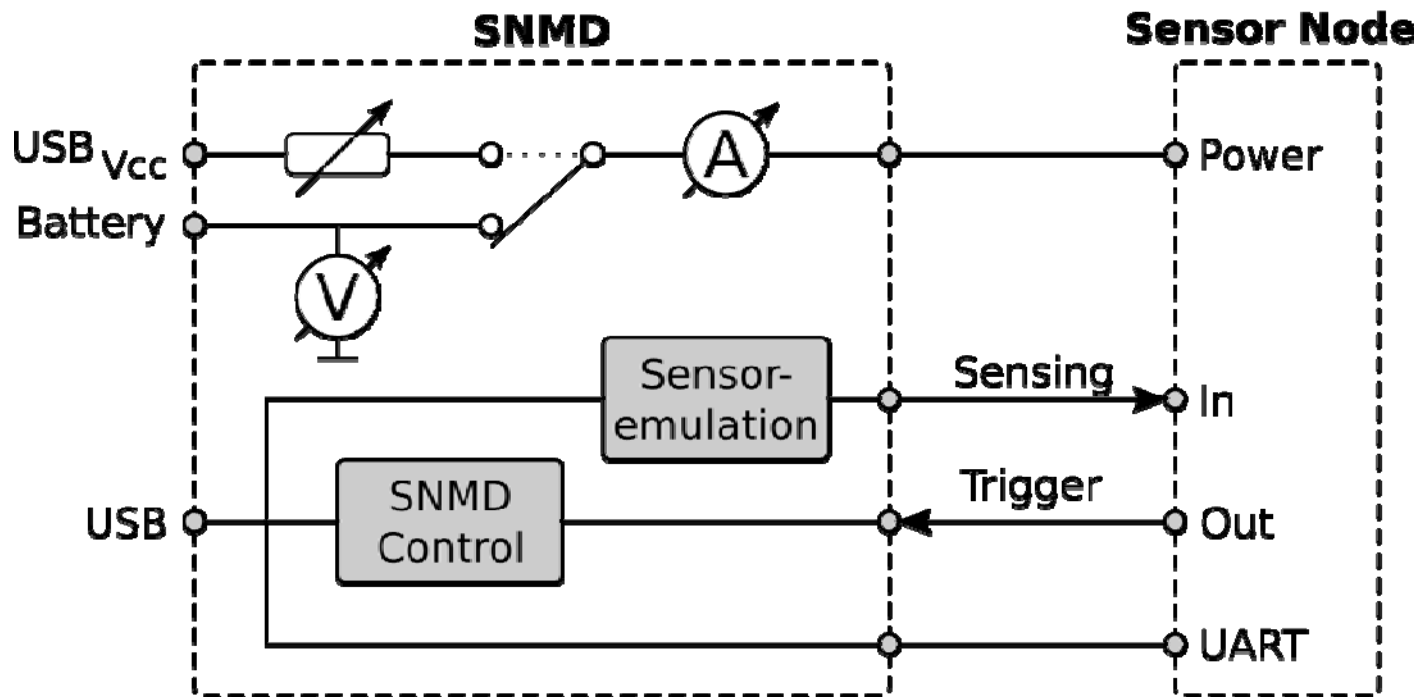 SNMD
Sensor Node
USB Vcc
A
Power
Battery
V
Sensor-
emulation
Sensing
In
SNMD
Control
USB
Trigger
Out
UART